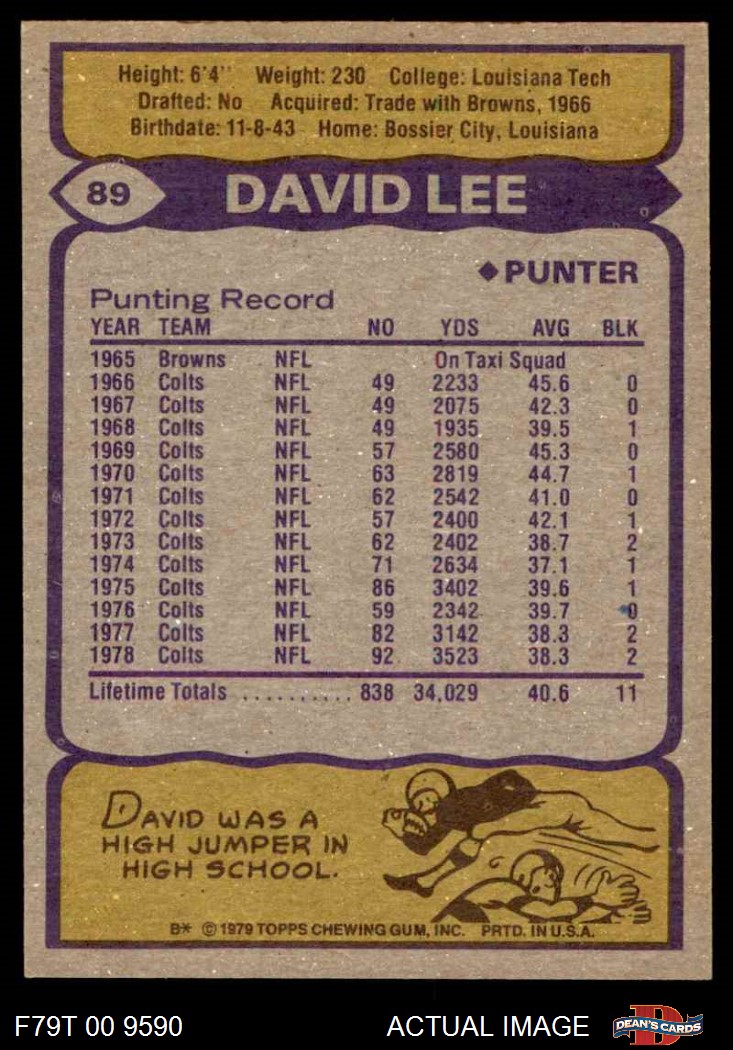 Height: 6'4" Weight: 230 College: Louisiana Tech
Drafted: No Acquired: Trade with Browns, 1966
Birthdate: 11-8-43 Home: Bossier City, Louisiana
89 DAVID LEE
◆PUNTER
Punting Record
YEAR TEAM NO YDS AVG BLK
1965 Browns NFL On Taxi Squad
1966 Colts NFL 49 2233 45.6 0
1967 Colts NFL 49 2075 42.3 0
1968 Colts NFL 49 1935 39.5 1
1969 Colts NFL 57 2580 45.3 0
1970 Colts NFL 63 2819 44.7 1
1971 Colts NFL 62 2542 41.0 0
1972 Colts NFL 57 2400 42.1 1
1973 Colts NFL 62 2402 38.7 2
1974 Colts NFL 71 2634 37.1 1
1975 Colts NFL 86 3402 39.6 1
1976 Colts NFL 59 2342 39.7 0
1977 Colts NFL 82 3142 38.3 2
1978 Colts NFL 92 3523 38.3 2
Lifetime Totals .......... 838 34,029 40.6 11
DAVID WAS A
HIGH JUMPER IN
HIGH SCHOOL.
B* © 1979 TOPPS CHEWING GUM, INC. PRTD. IN U.S.A.
F79T 00 9590 ACTUAL IMAGE D DEAN'S CARDS